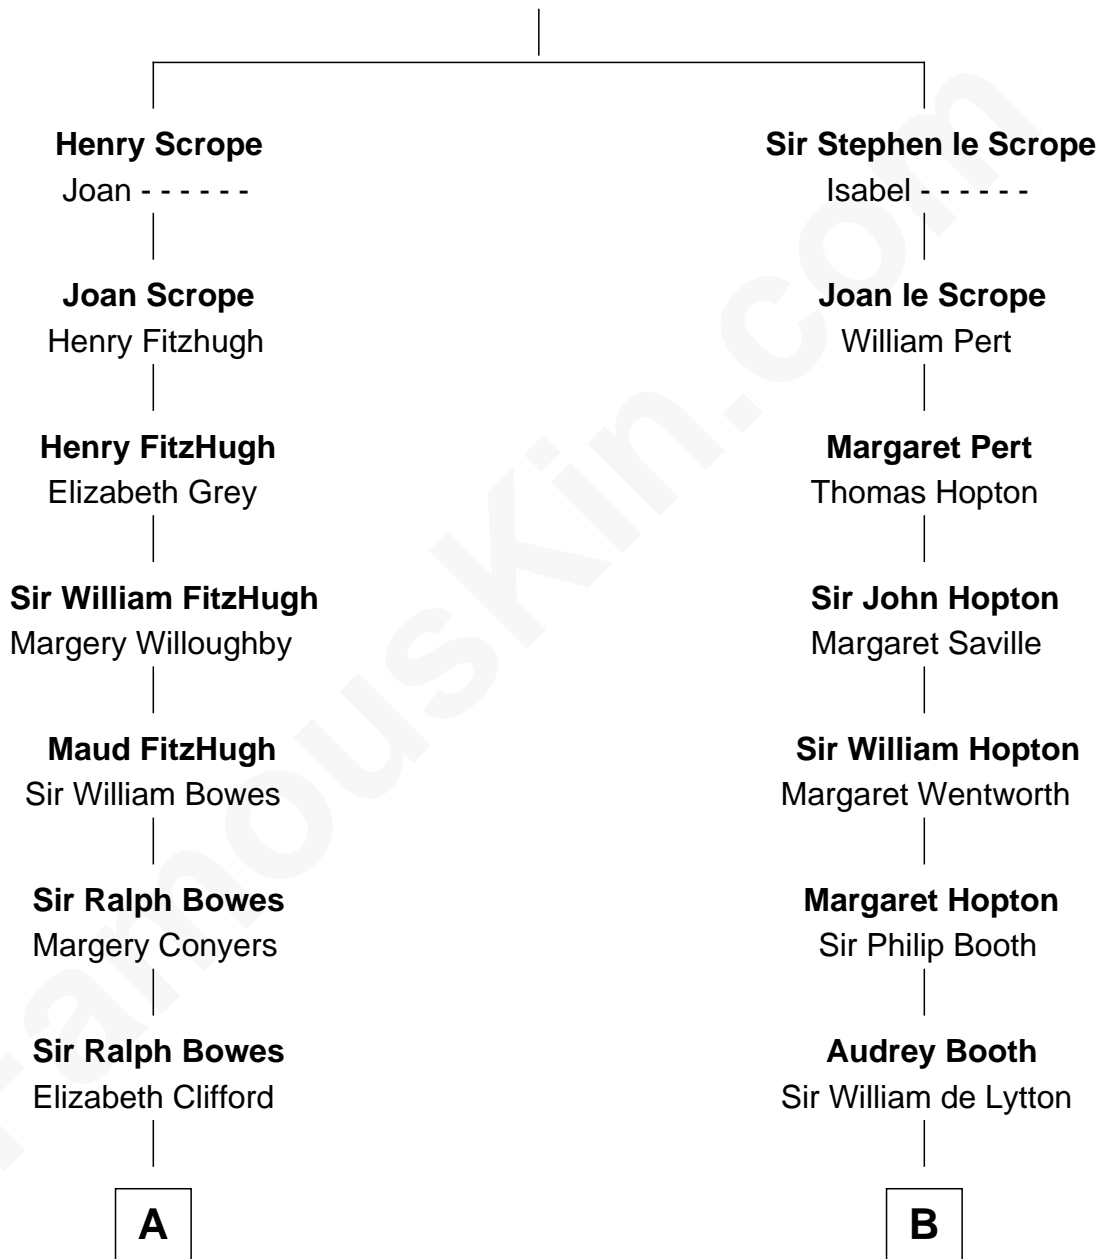 Henry Scrope
Joan - - - - - -
Joan Scrope
Henry Fitzhugh
Henry FitzHugh
Elizabeth Grey
Sir William FitzHugh
Margery Willoughby
Maud FitzHugh
Sir William Bowes
Sir Ralph Bowes
Margery Conyers
Sir Ralph Bowes
Elizabeth Clifford
A
Sir Stephen le Scrope
Isabel - - - - - -
Joan le Scrope
William Pert
Margaret Pert
Thomas Hopton
Sir John Hopton
Margaret Saville
Sir William Hopton
Margaret Wentworth
Margaret Hopton
Sir Philip Booth
Audrey Booth
Sir William de Lytton
B
FamousKin.com